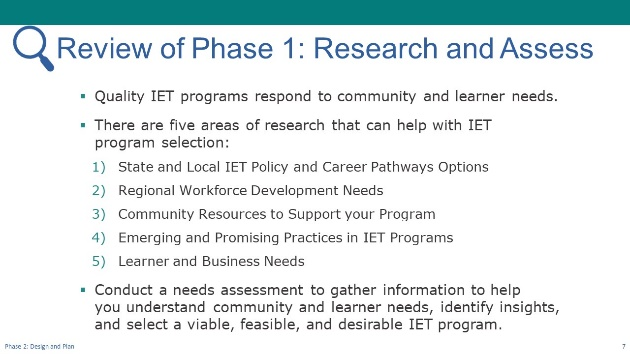 Review of Phase 1: Research and Assess
▪ Quality IET programs respond to community and learner needs.
▪ There are five areas of research that can help with IET
program selection:
1) State and Local IET Policy and Career Pathways Options
2) Regional Workforce Development Needs
3) Community Resources to Support your Program
4) Emerging and Promising Practices in IET Programs
5) Learner and Business Needs
▪ Conduct a needs assessment to gather information to help
you understand community and learner needs, identify insights,
and select a viable, feasible, and desirable IET program.
Phase 2: Design and Plan
7